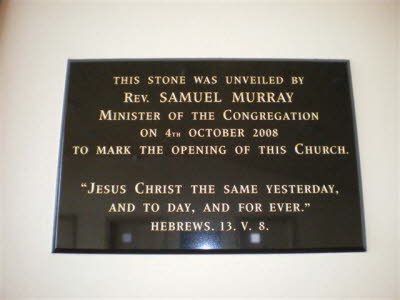 THIS STONE WAS UNVEILED BY
REV. SAMUEL MURRAY
MINISTER OF THE CONGREGATION
ON 4TH OCTOBER 2008
TO MARK THE OPENING OF THIS CHURCH.
"JESUS CHRIST THE SAME YESTERDAY,
AND TO DAY, AND FOR EVER."
HEBREWS. 13. V. 8.